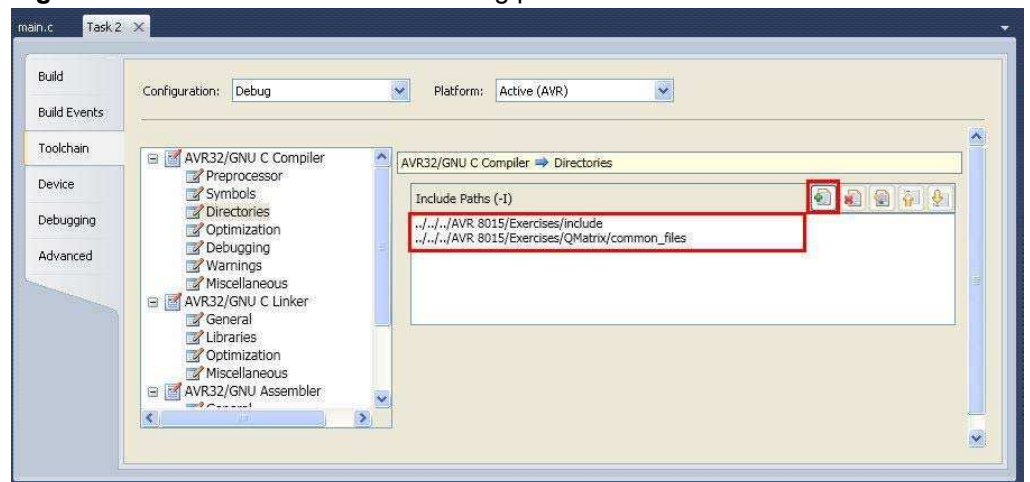 main.c Task 2
Build
Build Events
Toolchain
Device
Debugging
Advanced
Configuration: Debug Platform: Active (AVR)
AVR32/GNU C Compiler
Preprocessor
Symbols
Directories
Optimization
Debugging
Warnings
Miscellaneous
AVR32/GNU C Linker
General
Libraries
Optimization
Miscellaneous
AVR32/GNU Assembler
AVR32/GNU C Compiler Directories
Include Paths (-I)
../../../AVR 8015/Exercises/include
../../../AVR 8015/Exercises/QMatrix/common_files